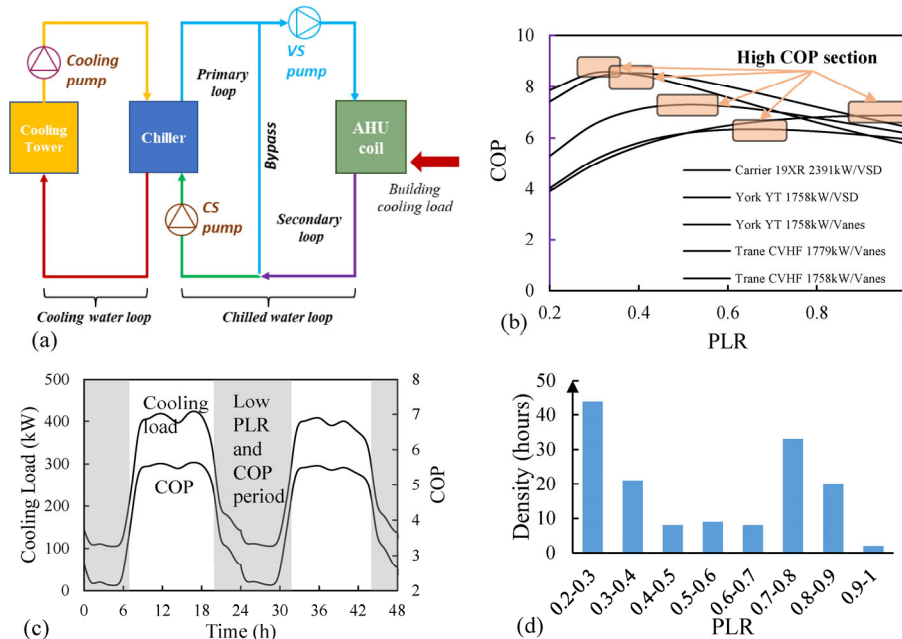 Cooling
pump
VS
pump
Primary
loop
Cooling
Tower
Chiller
Bypass
AHU
coil
CS
pump
Building
cooling load
Secondary
loop
Cooling water loop
Chilled water loop
(a)
10
8
6
4
2
0
COP
High COP section
Carrier 19XR 2391kW/VSD
York YT 1758kW/VSD
York YT 1758kW/Vanes
Trane CVHF 1779kW/Vanes
Trane CVHF 1758kW/Vanes
0.2
0.4
0.6
0.8
PLR
(b)
500
400
300
200
100
0
Cooling Load (kW)
Cooling
load
COP
Low
PLR
and
COP
period
8
7
6
5
4
3
2
COP
0
6
12
18
24
30
36
42
48
Time (h)
(c)
50
40
30
20
10
0
Density (hours)
0.2-0.3
0.3-0.4
0.4-0.5
0.5-0.6
0.6-0.7
0.7-0.8
0.8-0.9
0.9-1
PLR
(d)